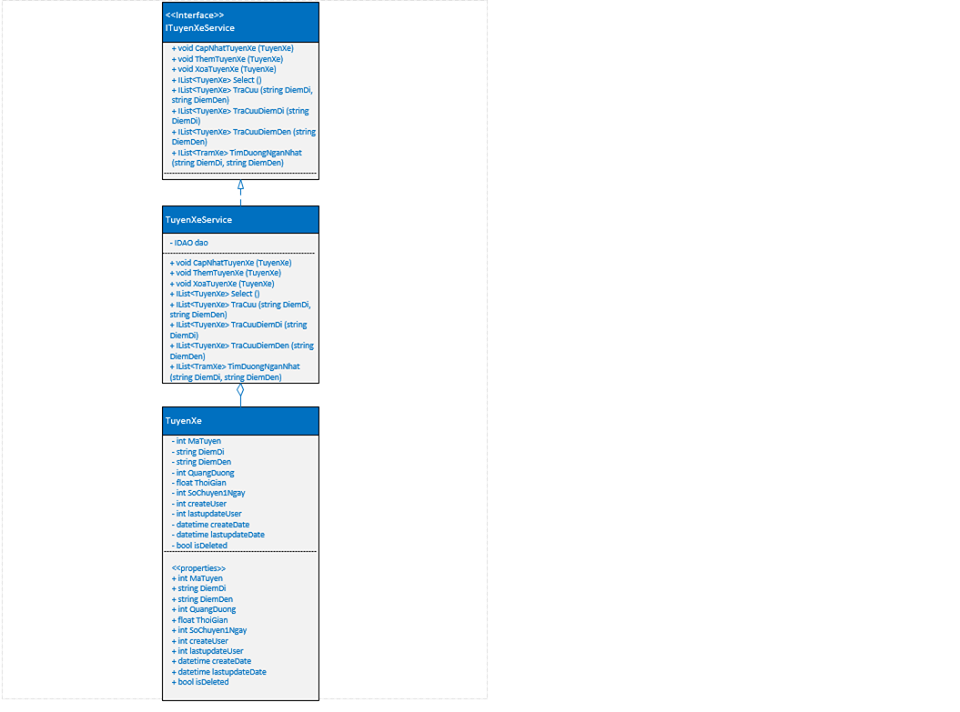 <<Interface>>
ITuyenXeService
+ void CapNhatTuyenXe (TuyenXe)
+ void ThemTuyenXe (TuyenXe)
+ void XoaTuyenXe (TuyenXe)
+ IList<TuyenXe> Select ()
+ IList<TuyenXe> TraCuu (string DiemDi,
string DiemDen)
+ IList<TuyenXe> TraCuuDiemDi (string
DiemDi)
+ IList<TuyenXe> TraCuuDiemDen (string
DiemDen)
+ IList<TramXe> TimDuongNganNhat
(string DiemDi, string DiemDen)
TuyenXeService
- IDAO dao
+ void CapNhatTuyenXe (TuyenXe)
+ void ThemTuyenXe (TuyenXe)
+ void XoaTuyenXe (TuyenXe)
+ IList<TuyenXe> Select ()
+ IList<TuyenXe> TraCuu (string DiemDi,
string DiemDen)
+ IList<TuyenXe> TraCuuDiemDi (string
DiemDi)
+ IList<TuyenXe> TraCuuDiemDen (string
DiemDen)
+ IList<TramXe> TimDuongNganNhat
(string DiemDi, string DiemDen)
TuyenXe
- int MaTuyen
- string DiemDi
- string DiemDen
- int QuangDuong
- float ThoiGian
- int SoChuyen1Ngay
- int createUser
- int lastupdateUser
- datetime createDate
- datetime lastupdateDate
- bool isDeleted
<<properties>>
+ int MaTuyen
+ string DiemDi
+ string DiemDen
+ int QuangDuong
+ float ThoiGian
+ int SoChuyen1Ngay
+ int createUser
+ int lastupdateUser
+ datetime createDate
+ datetime lastupdateDate
+ bool isDeleted